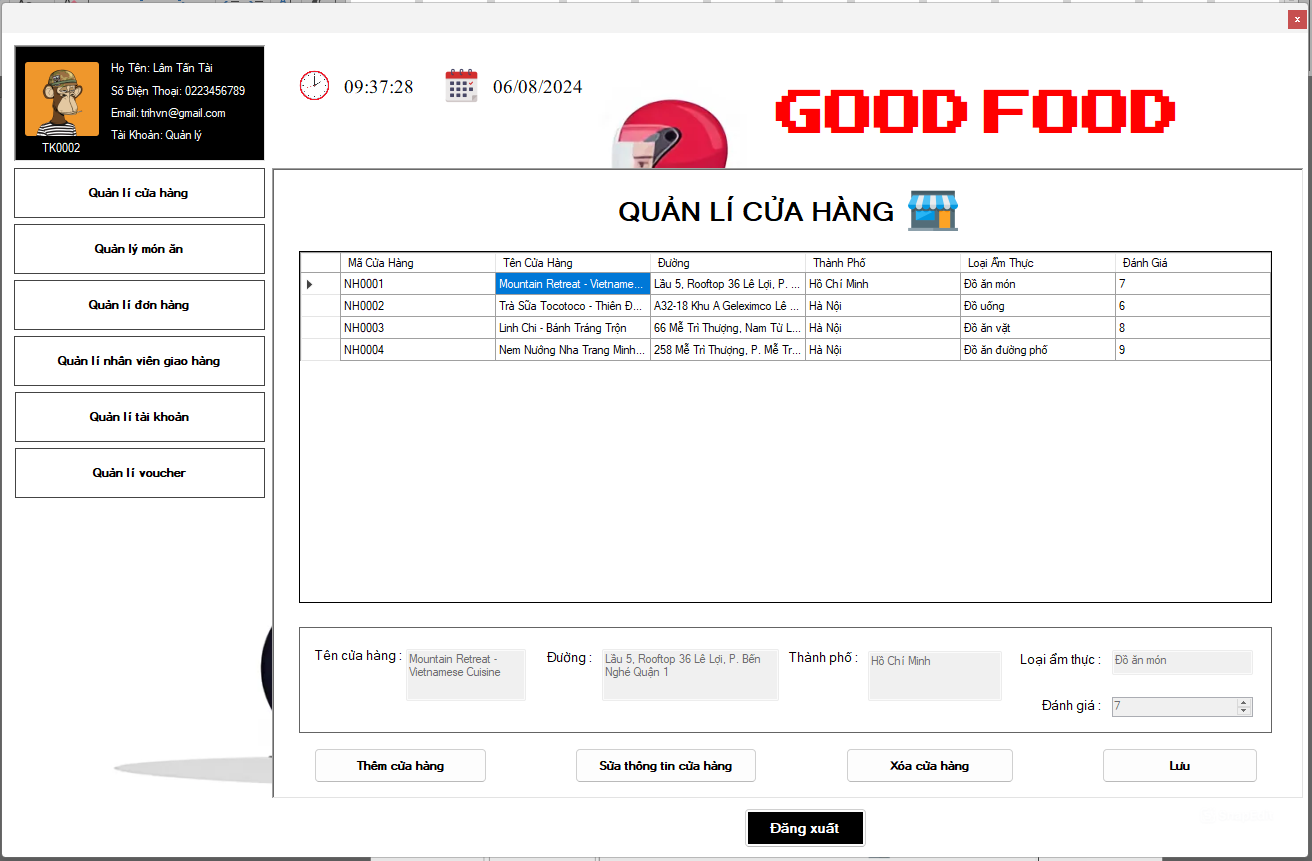 x
Họ Tên: Lâm Tấn Tài
Số Điện Thoại: 0223456789
Email: trihvn@gmail.com
Tài Khoản: Quản lý
TK0002
09:37:28
06/08/2024
GOOD FOOD
Quản lí cửa hàng
Quản lý món ăn
Quản lí đơn hàng
Quản lí nhân viên giao hàng
Quản lí tài khoản
Quản lí voucher
QUẢN LÍ CỬA HÀNG
Mã Cửa Hàng Tên Cửa Hàng Đường Thành Phố Loại Ẩm Thực Đánh Giá
NH0001 Mountain Retreat - Vietname... Lầu 5, Rooftop 36 Lê Lợi, P. ... Hồ Chí Minh Đồ ăn món 7
NH0002 Trà Sữa Tocotoco - Thiên Đ... A32-18 Khu A Geleximco Lê ... Hà Nội Đồ uống 6
NH0003 Linh Chi - Bánh Tráng Trộn 66 Mễ Trì Thượng, Nam Từ L... Hà Nội Đồ ăn vặt 8
NH0004 Nem Nướng Nha Trang Minh... 258 Mễ Trì Thượng, P. Mễ Tr... Hà Nội Đồ ăn đường phố 9
Tên cửa hàng : Mountain Retreat -
Vietnamese Cuisine
Đường : Lầu 5, Rooftop 36 Lê Lợi, P. Bến
Nghé Quận 1
Thành phố : Hồ Chí Minh
Loại ẩm thực : Đồ ăn món
Đánh giá : 7
Thêm cửa hàng
Sửa thông tin cửa hàng
Xóa cửa hàng
Lưu
Đăng xuất